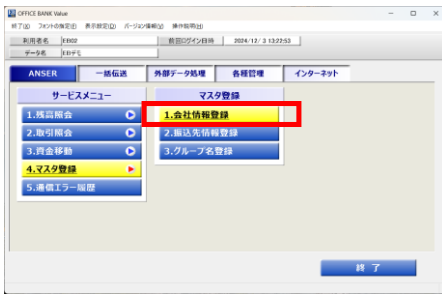 OFFICE BANK Value
終了(X) フォントの指定(F) 表示設定(D) バージョン情報(V) 操作説明(H)
利用者名 EB02 前回ログイン日時 2024/12/ 3 13:22:53
データ名 EBデモ
ANSER 一括伝送 外部データ処理 各種管理 インターネット
サービスメニュー マスタ登録
1.残高照会 1.会社情報登録
2.取引照会 2.振込先情報登録
3.資金移動 3.グループ名登録
4.マスタ登録
5.通信エラー履歴
終 了